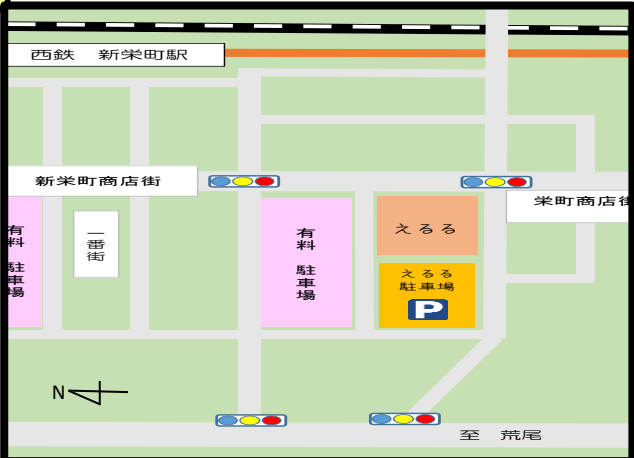 西鉄　新栄町駅
新栄町商店街
栄町商店街
有料　駐車場
一番街
有料　駐車場
えるる
えるる
駐車場
P
N
至　荒尾